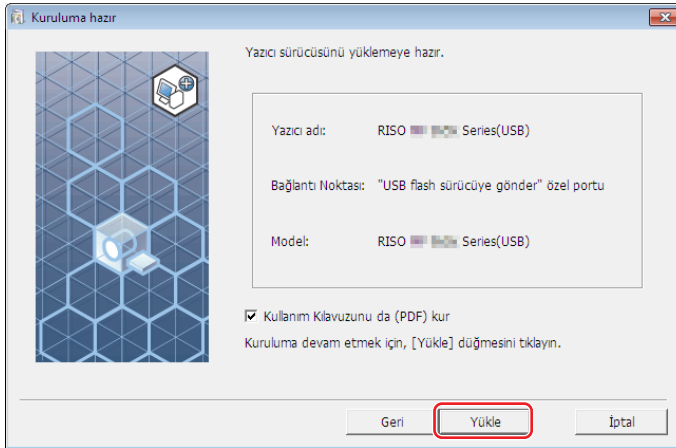 Kuruluma hazır
Yazıcı sürücüsünü yüklemeye hazır.
Yazıcı adı: RISO Series(USB)
Bağlantı Noktası: "USB flash sürücüye gönder" özel portu
Model: RISO Series(USB)
Kullanım Kılavuzunu da (PDF) kur
Kuruluma devam etmek için, [Yükle] düğmesini tıklayın.
Geri Yükle İptal